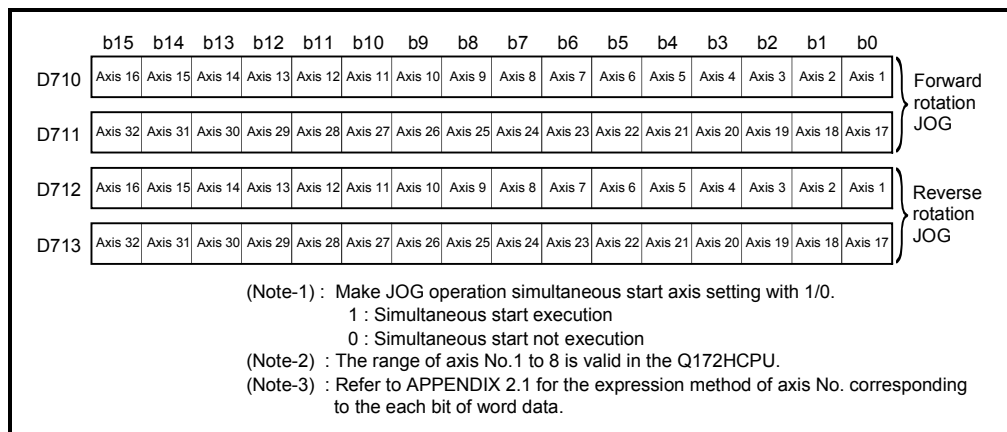 b15 b14 b13 b12 b11 b10 b9 b8 b7 b6 b5 b4 b3 b2 b1 b0
D710 Axis 16 Axis 15 Axis 14 Axis 13 Axis 12 Axis 11 Axis 10 Axis 9 Axis 8 Axis 7 Axis 6 Axis 5 Axis 4 Axis 3 Axis 2 Axis 1
Forward
rotation
JOG
D711 Axis 32 Axis 31 Axis 30 Axis 29 Axis 28 Axis 27 Axis 26 Axis 25 Axis 24 Axis 23 Axis 22 Axis 21 Axis 20 Axis 19 Axis 18 Axis 17
D712 Axis 16 Axis 15 Axis 14 Axis 13 Axis 12 Axis 11 Axis 10 Axis 9 Axis 8 Axis 7 Axis 6 Axis 5 Axis 4 Axis 3 Axis 2 Axis 1
Reverse
rotation
JOG
D713 Axis 32 Axis 31 Axis 30 Axis 29 Axis 28 Axis 27 Axis 26 Axis 25 Axis 24 Axis 23 Axis 22 Axis 21 Axis 20 Axis 19 Axis 18 Axis 17
(Note-1) : Make JOG operation simultaneous start axis setting with 1/0.
1 : Simultaneous start execution
0 : Simultaneous start not execution
(Note-2) : The range of axis No.1 to 8 is valid in the Q172HCPU.
(Note-3) : Refer to APPENDIX 2.1 for the expression method of axis No. corresponding
to the each bit of word data.